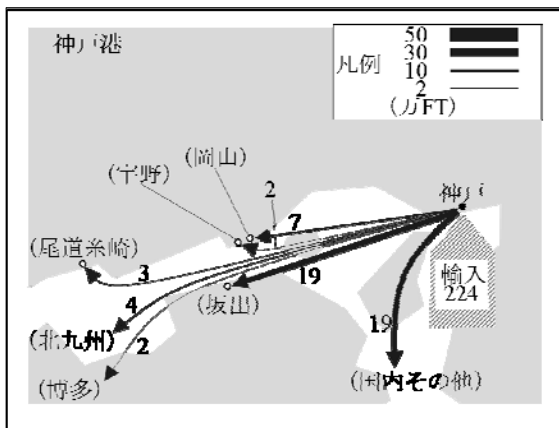 神戸港
凡例
50
30
10
2
(万FT)
(岡山)
(宇野)
2
神戸
7
1
(尾道糸崎)
3
19
(坂出)
輸入
224
4
(北九州)
2
19
(博多)
(国内その他)